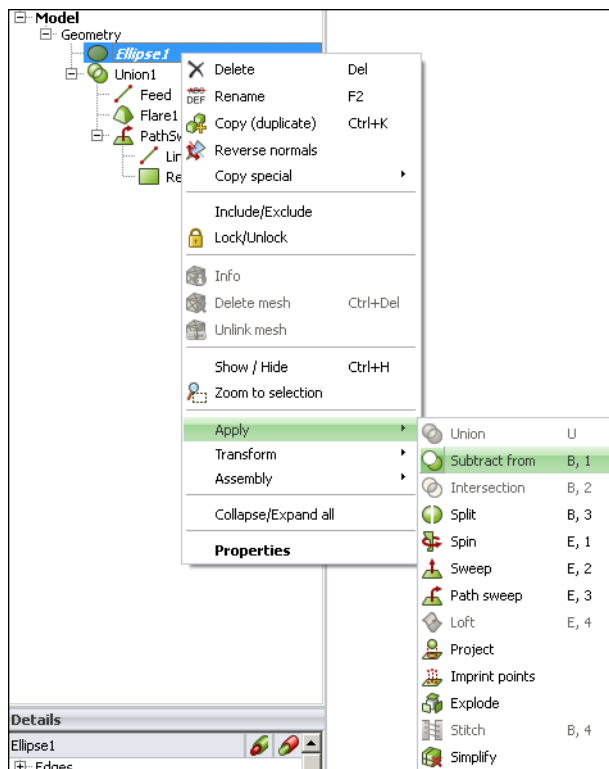 Model
Geometry
Ellipse1
Union1
Feed
Flare1
PathSw
Lin
Re
Delete Del
ABC
DEF
Rename F2
Copy (duplicate) Ctrl+K
Reverse normals
Copy special
Include/Exclude
Lock/Unlock
Info
Delete mesh Ctrl+Del
Unlink mesh
Show / Hide Ctrl+H
Zoom to selection
Apply
Transform
Assembly
Collapse/Expand all
Properties
Union U
Subtract from B, 1
Intersection B, 2
Split B, 3
Spin E, 1
Sweep E, 2
Path sweep E, 3
Loft E, 4
Project
Imprint points
Explode
Stitch B, 4
Simplify
Details
Ellipse1
Edges